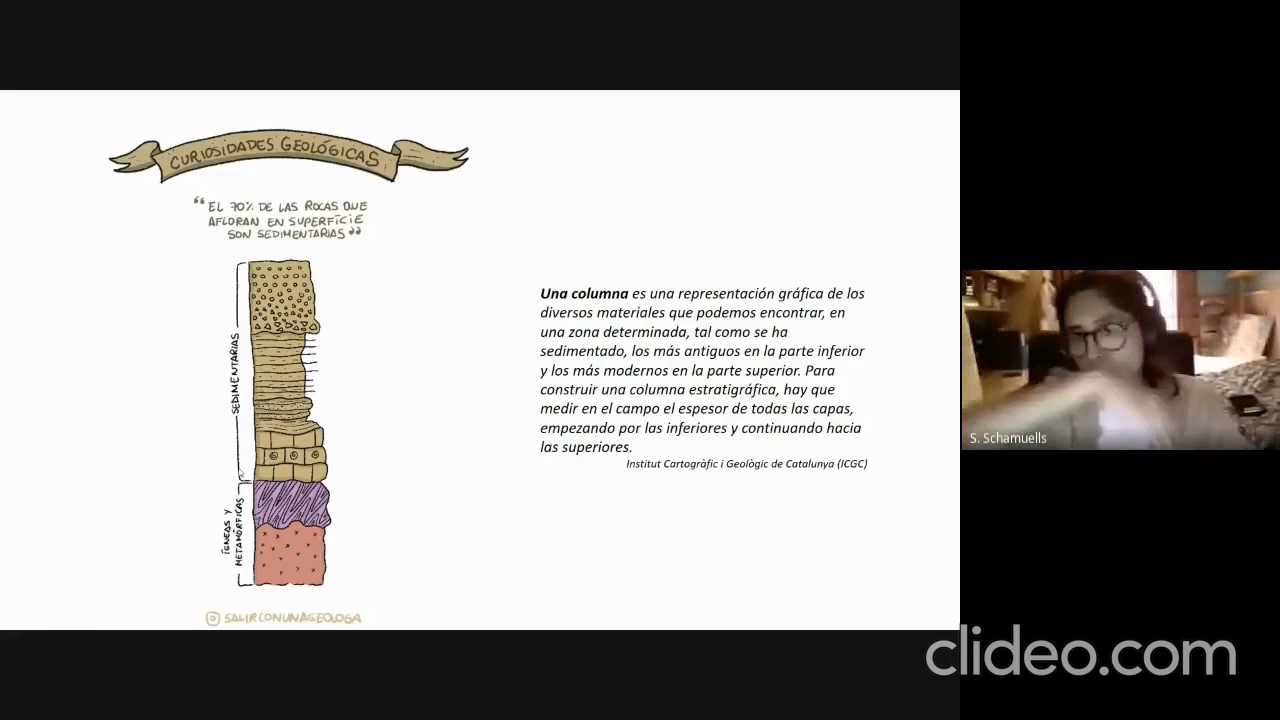 CURIOSIDADES GEOLÓGICAS
“EL 70% DE LAS ROCAS QUE
AFLORAN EN SUPERFÍCIE
SON SEDIMENTARIAS”
SEDIMENTARIAS
ÍGNEAS Y
METAMÓRFICAS
SALIRCONUNAGEOLOGA
Una columna es una representación gráfica de los
diversos materiales que podemos encontrar, en
una zona determinada, tal como se ha
sedimentado, los más antiguos en la parte inferior
y los más modernos en la parte superior. Para
construir una columna estratigráfica, hay que
medir en el campo el espesor de todas las capas,
empezando por las inferiores y continuando hacia
las superiores.
Institut Cartogràfic i Geològic de Catalunya (ICGC)
S. Schamuells
clideo.com